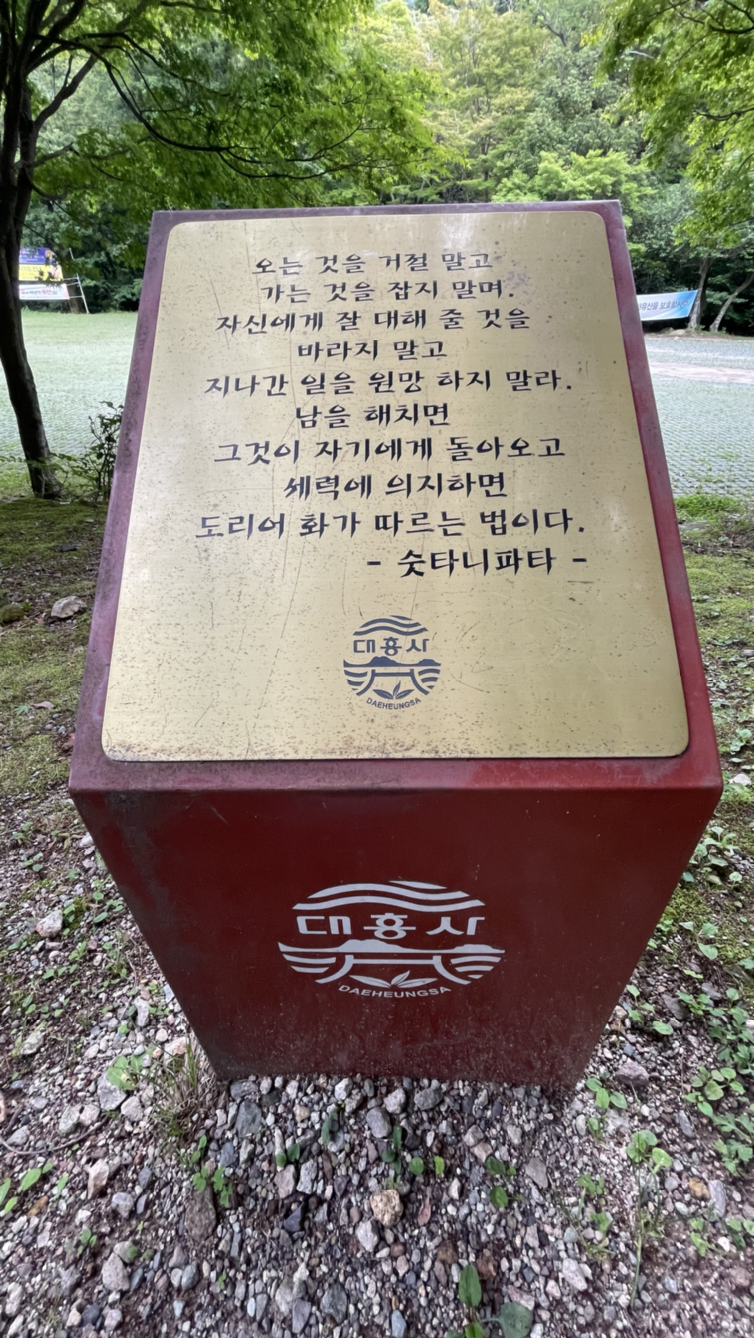 오는 것을 거절 말고
가는 것을 잡지 말며.
자신에게 잘 대해 줄 것을
바라지 말고
지나간 일을 원망 하지 말라.
남을 해치면
그것이 자기에게 돌아오고
세력에 의지하면
도리어 화가 따르는 법이다.
- 숫타니파타 -
대흥사
DAEHEUNGSA
대흥사
DAEHEUNGSA